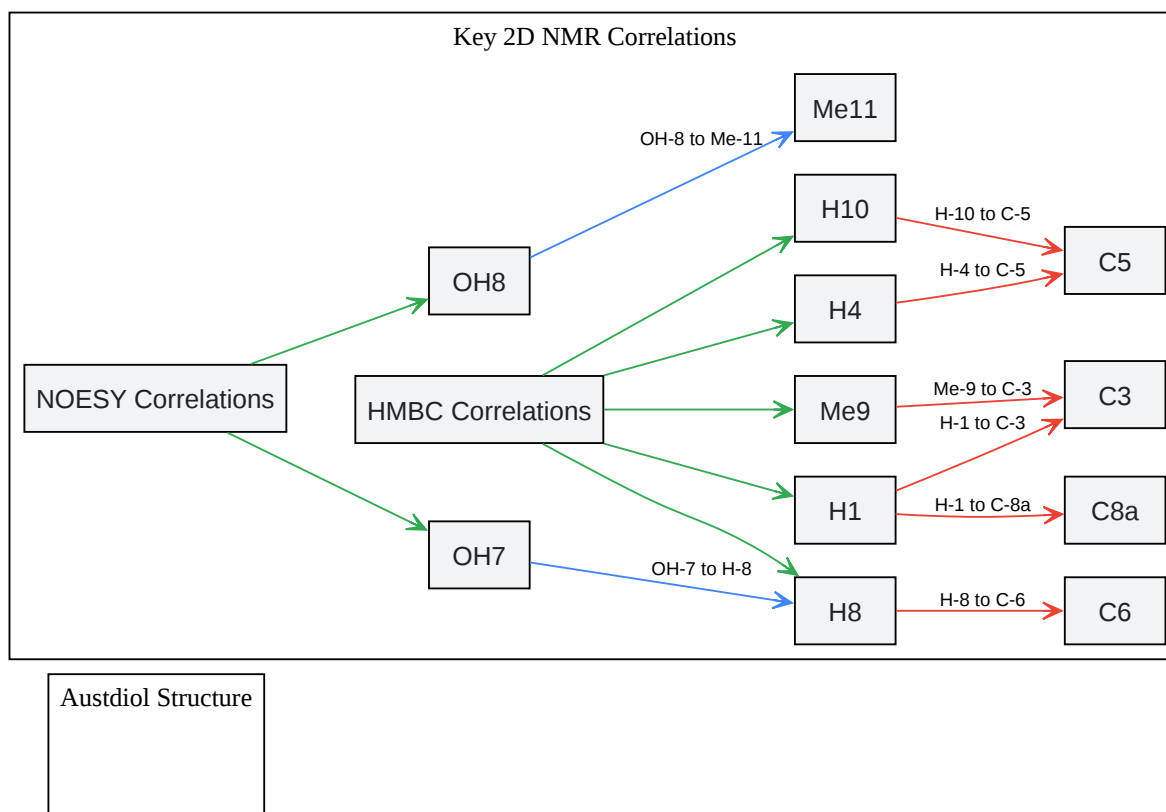 Key 2D NMR Correlations
Me11
OH-8 to Me-11
H10
H-10 to C-5
C5
OH8
H-4 to C-5
H4
NOESY Correlations
HMBC Correlations
Me9
Me-9 to C-3
C3
H-1 to C-3
H1
H-1 to C-8a
C8a
OH7
OH-7 to H-8
H8
H-8 to C-6
C6
Austdiol Structure